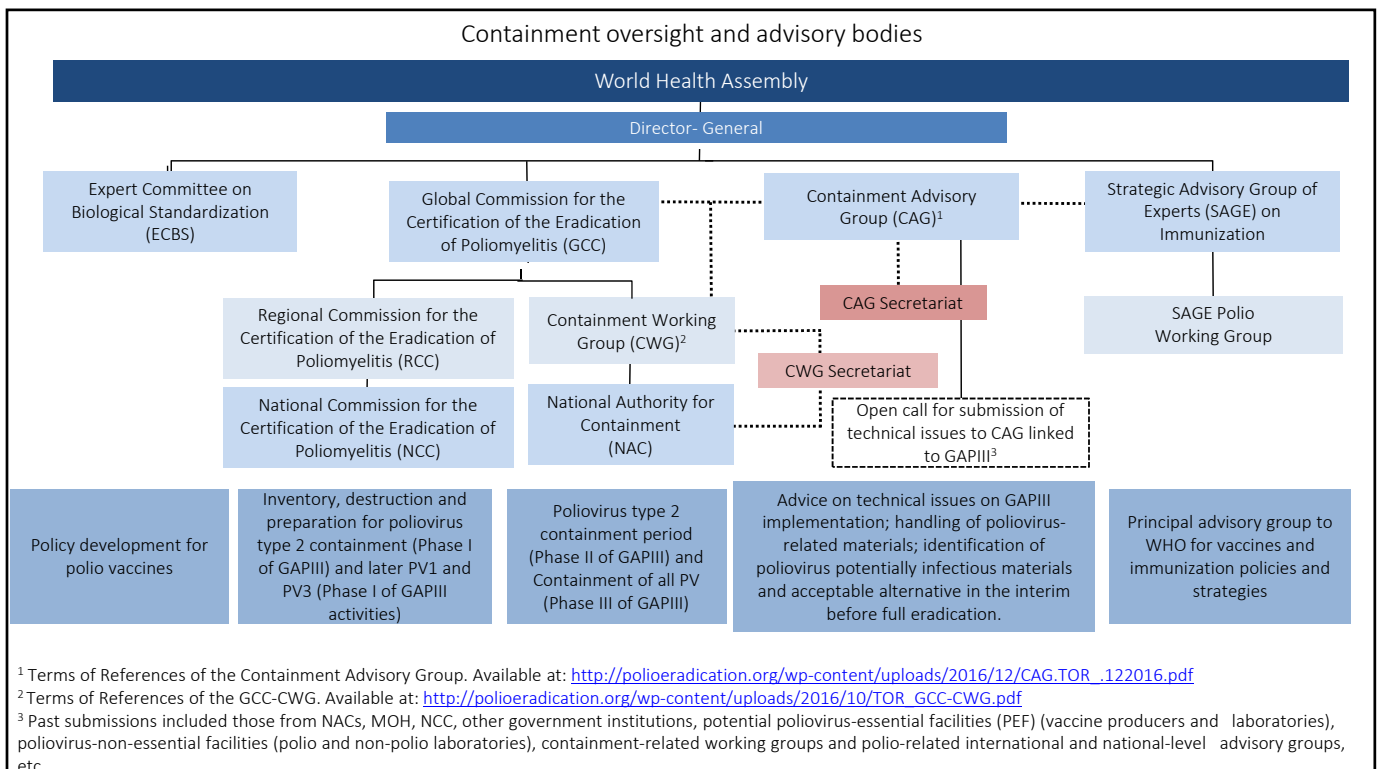 Containment oversight and advisory bodies
World Health Assembly
Director- General
Expert Committee on
Biological Standardization
(ECBS)
Global Commission for the
Certification of the Eradication
of Poliomyelitis (GCC)
Containment Advisory
Group (CAG)1
Strategic Advisory Group of
Experts (SAGE) on
Immunization
Regional Commission for the
Certification of the Eradication of
Poliomyelitis (RCC)
Containment Working
Group (CWG)2
CAG Secretariat
SAGE Polio
Working Group
CWG Secretariat
National Commission for the
Certification of the Eradication of
Poliomyelitis (NCC)
National Authority for
Containment
(NAC)
Open call for submission of
technical issues to CAG linked
to GAPIII3
Policy development for
polio vaccines
Inventory, destruction and
preparation for poliovirus
type 2 containment (Phase I
of GAPIII) and later PV1 and
PV3 (Phase I of GAPIII
activities)
Poliovirus type 2
containment period
(Phase II of GAPIII) and
Containment of all PV
(Phase III of GAPIII)
Advice on technical issues on GAPIII
implementation; handling of poliovirus-
related materials; identification of
poliovirus potentially infectious materials
and acceptable alternative in the interim
before full eradication.
Principal advisory group to
WHO for vaccines and
immunization policies and
strategies
1 Terms of References of the Containment Advisory Group. Available at: http://polioeradication.org/wp-content/uploads/2016/12/CAG.TOR_.122016.pdf
2 Terms of References of the GCC-CWG. Available at: http://polioeradication.org/wp-content/uploads/2016/10/TOR_GCC-CWG.pdf
3 Past submissions included those from NACs, MOH, NCC, other government institutions, potential poliovirus-essential facilities (PEF) (vaccine producers and laboratories),
poliovirus-non-essential facilities (polio and non-polio laboratories), containment-related working groups and polio-related international and national-level advisory groups,
etc